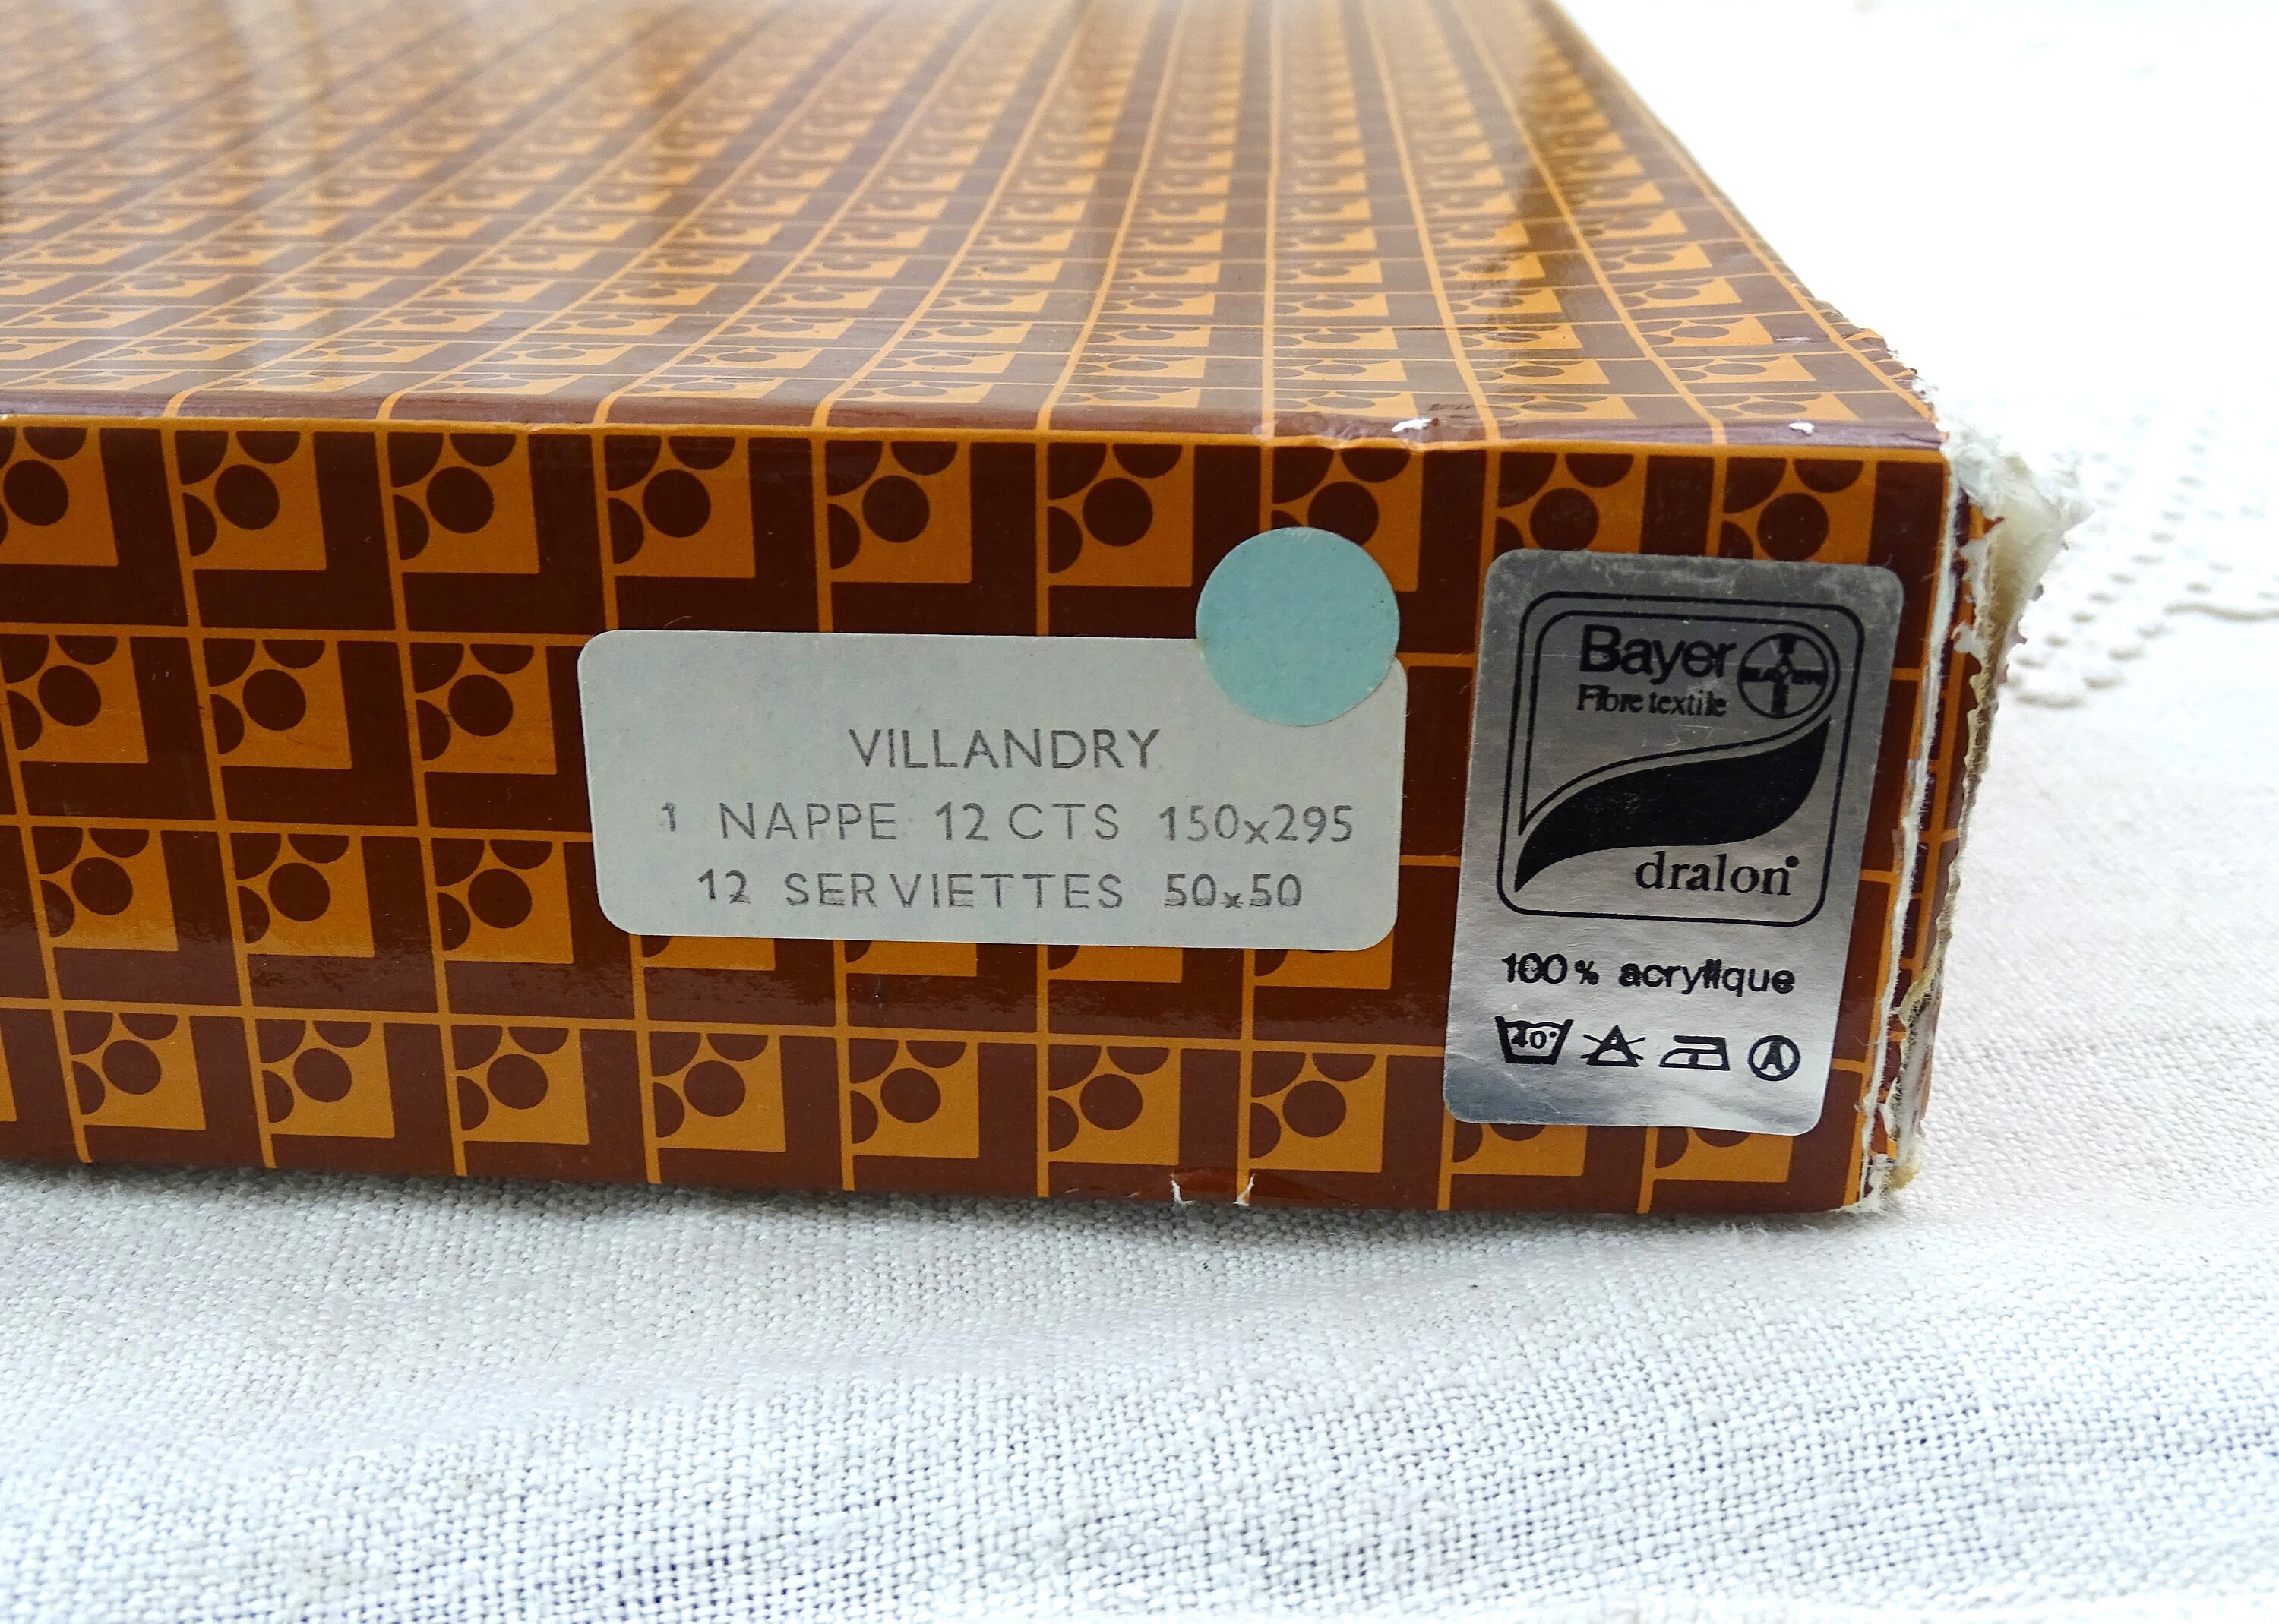 VILLANDRY
1 NAPPE 12 CTS 150x295
12 SERVIETTES 50x50
Bayer
Fibre textile
dralon
100% acrylique
40°
A